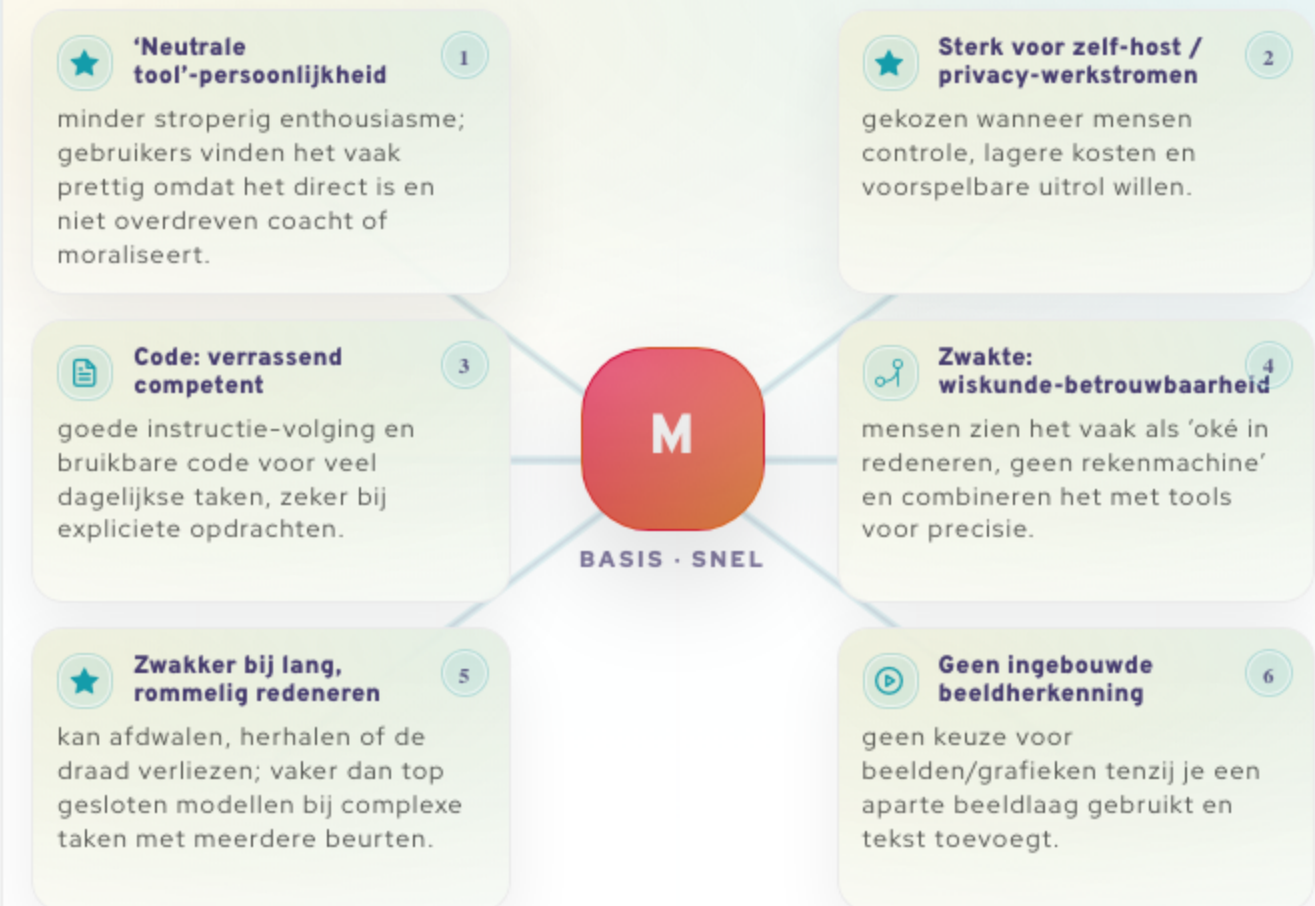 ‘Neutrale
tool’-persoonlijkheid
1
minder stroperig enthousiasme;
gebruikers vinden het vaak
prettig omdat het direct is en
niet overdreven coacht of
moraliseert.
Sterk voor zelf-host /
privacy-werkstromen
2
gekozen wanneer mensen
controle, lagere kosten en
voorspelbare uitrol willen.
Code: verrassend
competent
3
goede instructie-volging en
bruikbare code voor veel
dagelijkse taken, zeker bij
expliciete opdrachten.
M
BASIS · SNEL
Zwakte:
wiskunde-betrouwbaarheid
4
mensen zien het vaak als ‘oké in
redeneren, geen rekenmachine’
en combineren het met tools
voor precisie.
Zwakker bij lang,
rommelig redeneren
5
kan afdwalen, herhalen of de
draad verliezen; vaker dan top
gesloten modellen bij complexe
taken met meerdere beurten.
Geen ingebouwde
beeldherkenning
6
geen keuze voor
beelden/grafieken tenzij je een
aparte beeldlaag gebruikt en
tekst toevoegt.